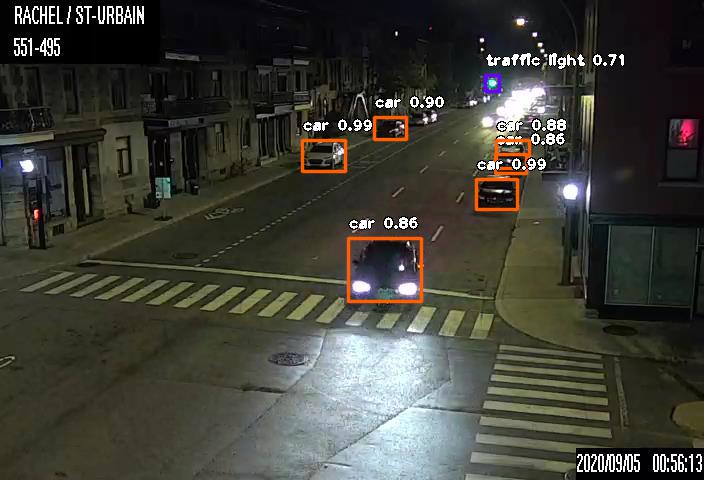 RACHEL / ST-URBAIN
551-495
traffic light 0.71
car 0.90
car 0.99
car 0.88
car 0.86
car 0.99
car 0.86
2020/09/05 00:56:13